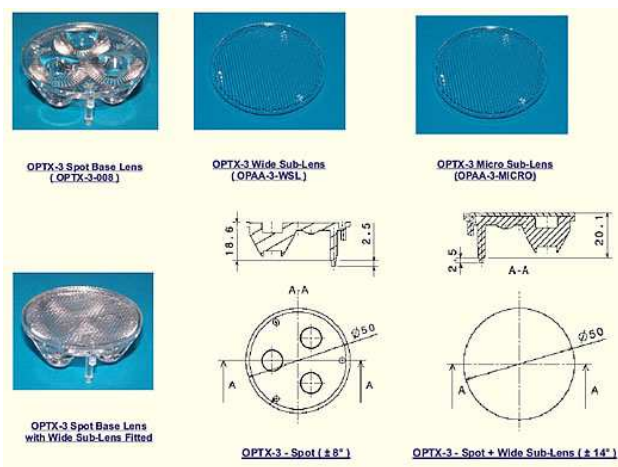 OPTX-3 Spot Base Lens
( OPTX-3-008 )
OPTX-3 Wide Sub-Lens
( OPAA-3-WSL )
OPTX-3 Micro Sub-Lens
(OPAA-3-MICRO)
18.6
2.5
A-A
Ø50
A
A
OPTX-3 - Spot ( ± 8° )
2.5
20.1
A-A
Ø50
A
A
OPTX-3 - Spot + Wide Sub-Lens ( ± 14° )
OPTX-3 Spot Base Lens
with Wide Sub-Lens Fitted